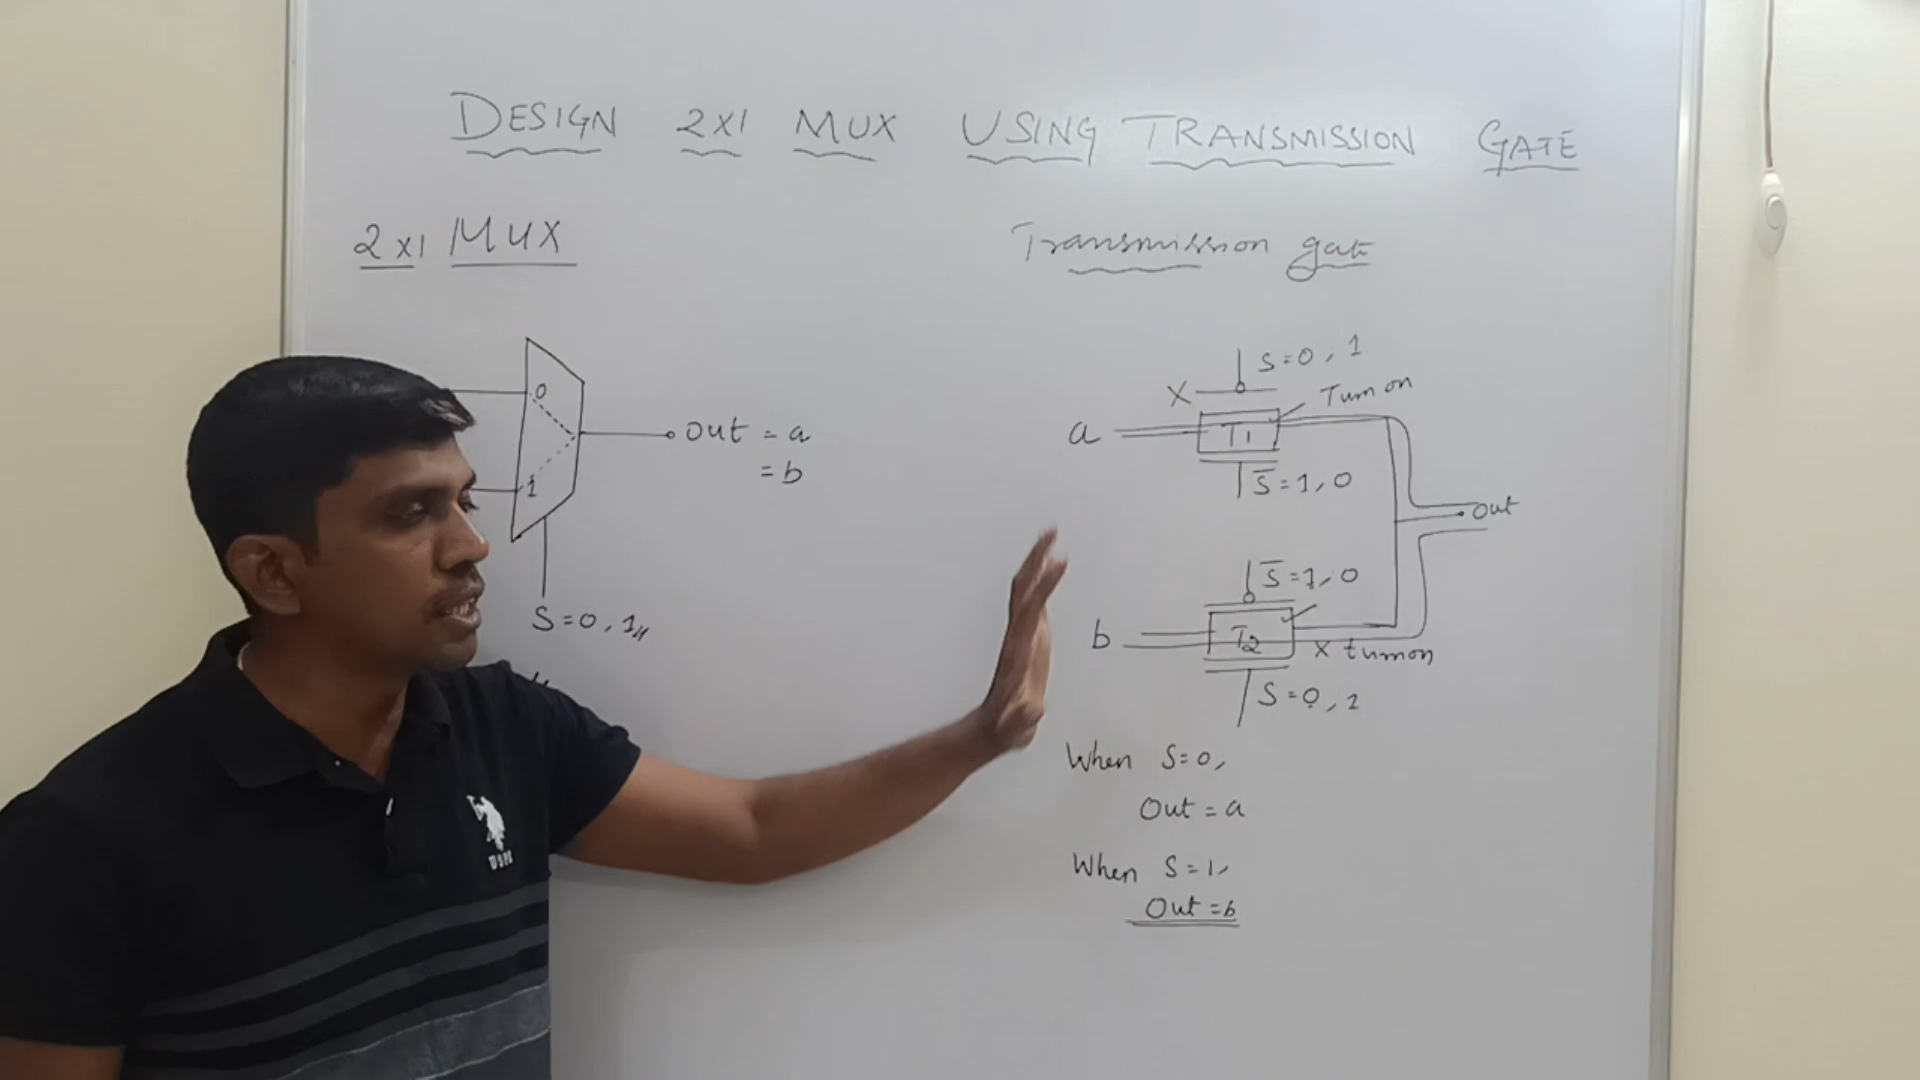 DESIGN 2X1 MUX USING TRANSMISSION GATE
2x1 MUX
Transmission gate
0
1
out = a
= b
S=0, 1
S=0, 1
X
Turn on
a
T1
S̅=1, 0
out
S̅=1, 0
b
T2
X turn on
S=0, 1
When S=0,
Out = a
When S=1,
Out =b
USPA